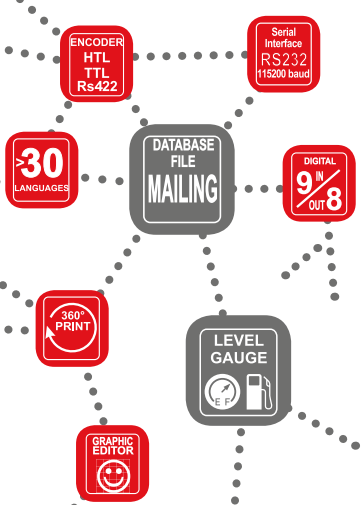 ENCODER
HTL
TTL
Rs422
Serial
Interface
RS232
115200 baud
DATABASE
FILE
MAILING
>30
LANGUAGES
DIGITAL
9 IN
OUT 8
360°
PRINT
LEVEL
GAUGE
E F
GRAPHIC
EDITOR